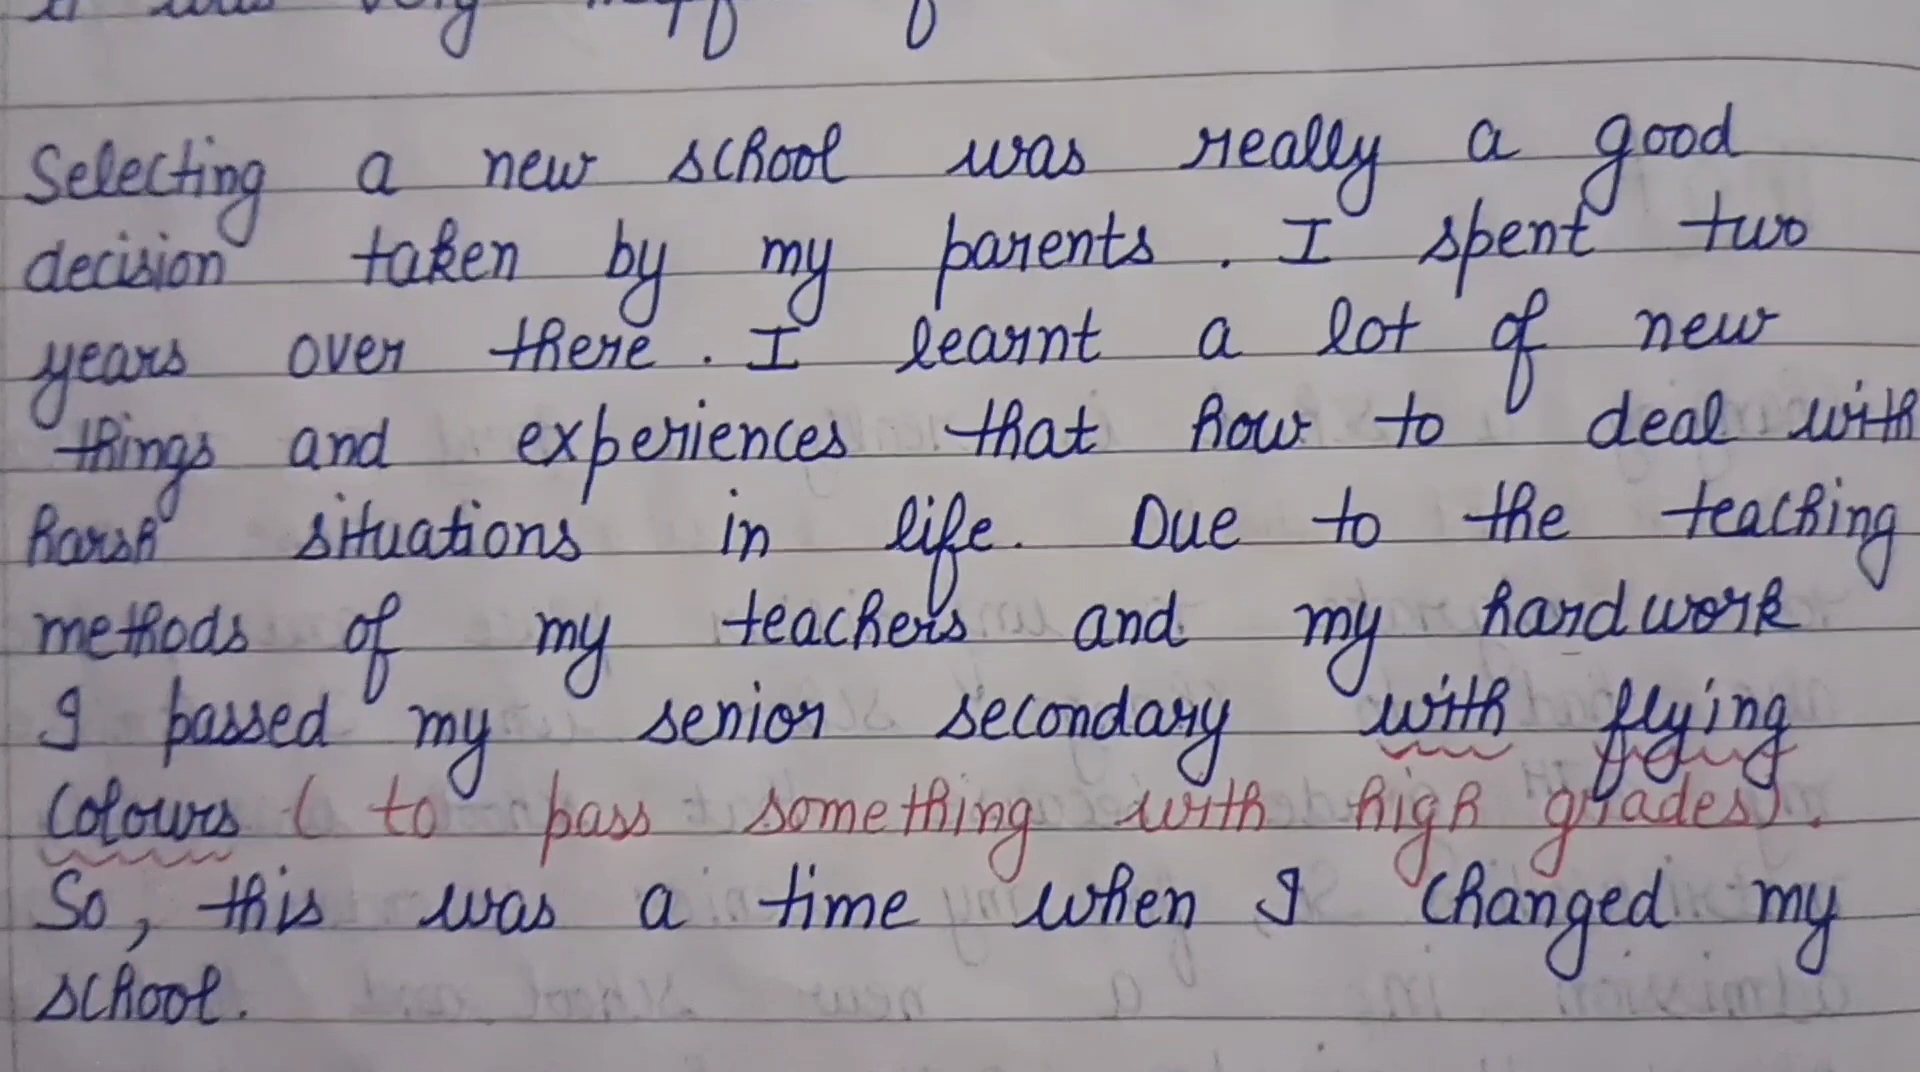 Selecting a new school was really a good
decision taken by my parents. I spent two
years over there. I learnt a lot of new
things and experiences that how to deal with
harsh situations in life. Due to the teaching
methods of my teachers and my hardwork
I passed my senior secondary with flying
colours (to pass something with high grades).
So, this was a time when I changed my
school.